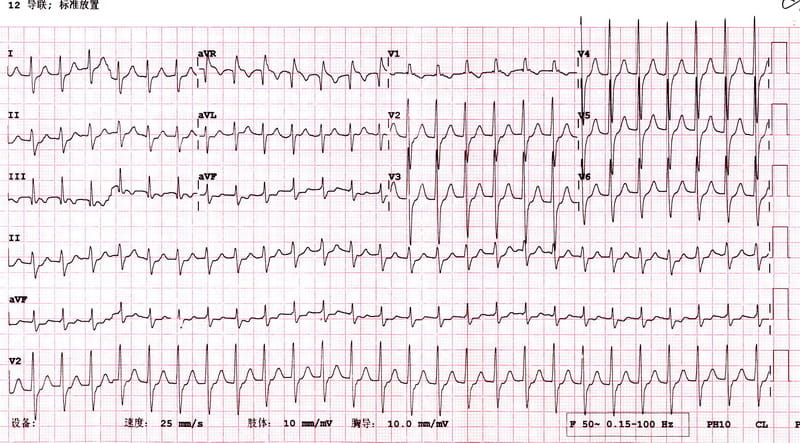 12 导联; 标准放置
I aVR V1 V4
II aVL V2 V5
III aVF V3 V6
II
aVF
V2
设备: 速度: 25 mm/s 肢体: 10 mm/mV 胸导: 10.0 mm/mV F 50~ 0.15-100 Hz PH10 CL P